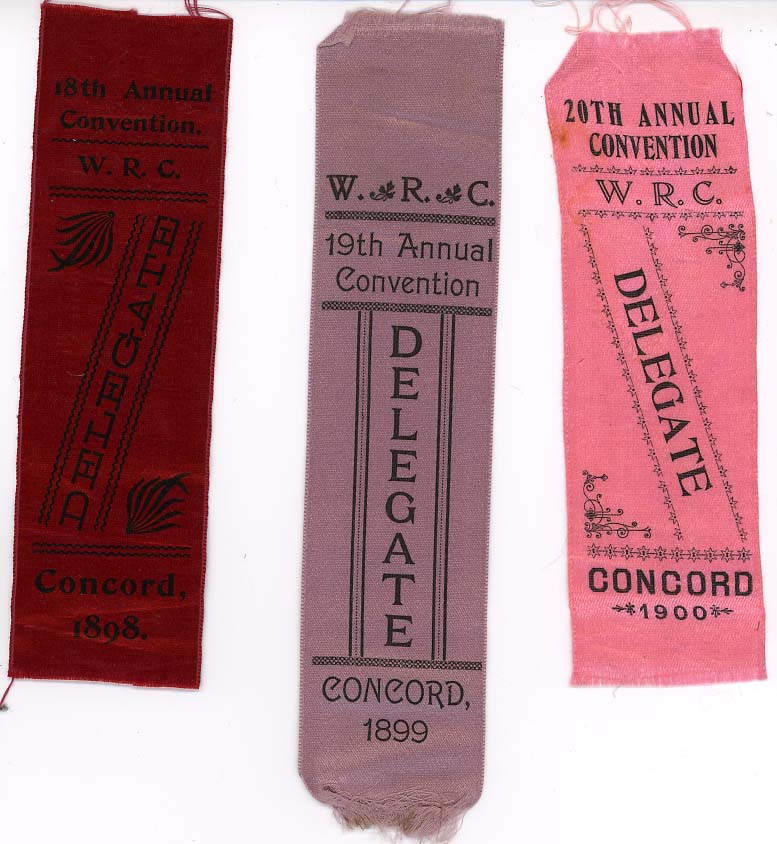 18th Annual
Convention.
W. R. C.
DELEGATE
Concord,
1898.
W. R. C.
19th Annual
Convention
DELEGATE
CONCORD,
1899
20TH ANNUAL
CONVENTION
W. R. C.
DELEGATE
CONCORD
1900